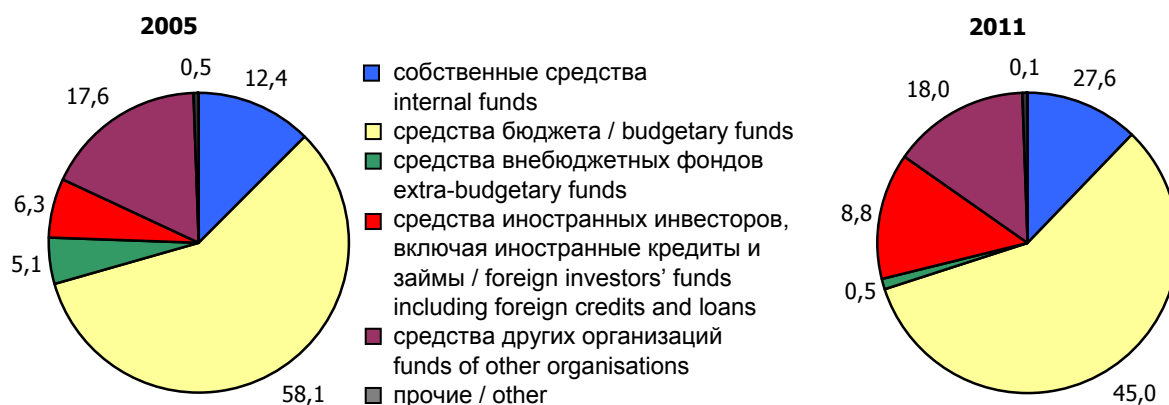 2005
0,5
12,4
17,6
6,3
5,1
58,1
собственные средства
internal funds
средства бюджета / budgetary funds
средства внебюджетных фондов
extra-budgetary funds
средства иностранных инвесторов,
включая иностранные кредиты и
займы / foreign investors’ funds
including foreign credits and loans
средства других организаций
funds of other organisations
прочие / other
2011
0,1
27,6
18,0
8,8
0,5
45,0